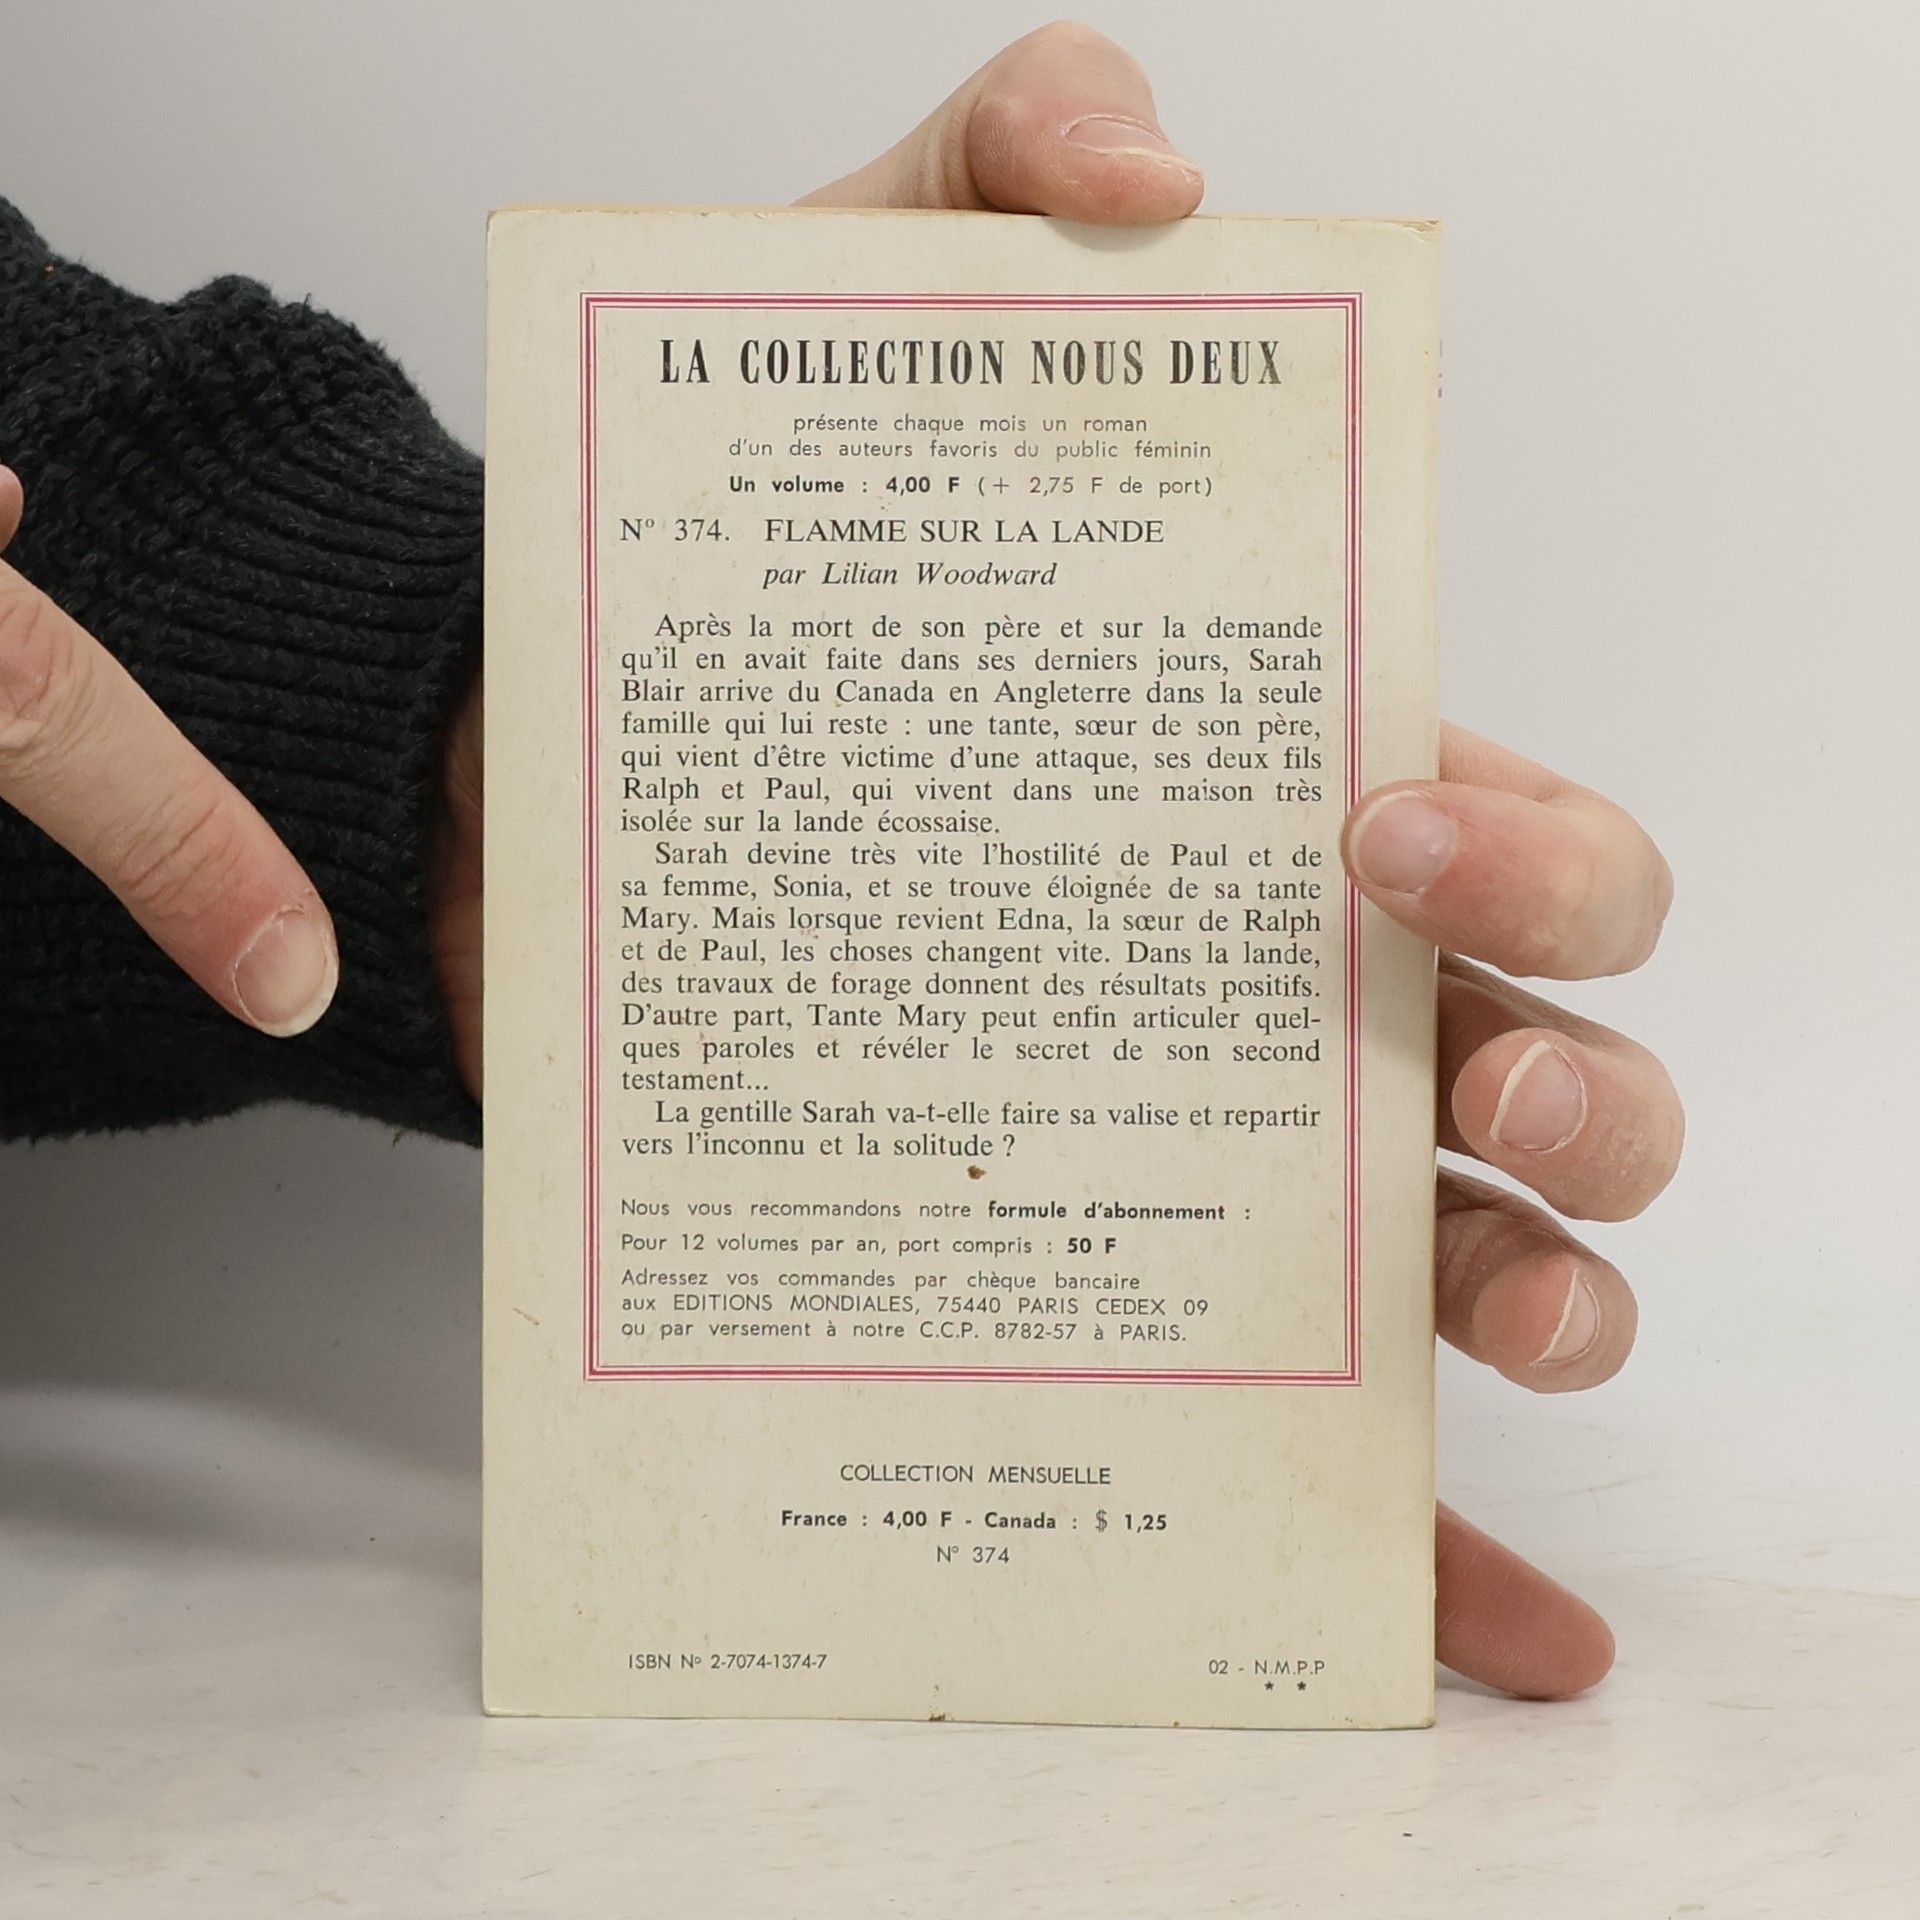 LA COLLECTION NOUS DEUX
présente chaque mois un roman
d'un des auteurs favoris du public féminin
Un volume : 4,00 F (+ 2,75 F de port)
Nº 374. FLAMME SUR LA LANDE
par Lilian Woodward
Après la mort de son père et sur la demande
qu'il en avait faite dans ses derniers jours, Sarah
Blair arrive du Canada en Angleterre dans la seule
famille qui lui reste : une tante, sœur de son père,
qui vient d'être victime d'une attaque, ses deux fils
Ralph et Paul, qui vivent dans une maison très
isolée sur la lande écossaise.
Sarah devine très vite l'hostilité de Paul et de
sa femme, Sonia, et se trouve éloignée de sa tante
Mary. Mais lorsque revient Edna, la sœur de Ralph
et de Paul, les choses changent vite. Dans la lande,
des travaux de forage donnent des résultats positifs.
D'autre part, Tante Mary peut enfin articuler quel-
ques paroles et révéler le secret de son second
testament...
La gentille Sarah va-t-elle faire sa valise et repartir
vers l'inconnu et la solitude ?
Nous vous recommandons notre formule d'abonnement :
Pour 12 volumes par an, port compris : 50 F
Adressez vos commandes par chèque bancaire
aux EDITIONS MONDIALES, 75440 PARIS CEDEX 09
ou par versement à notre C.C.P. 8782-57 à PARIS.
COLLECTION MENSUELLE
France : 4,00 F - Canada : $ 1,25
Nº 374
ISBN Nº 2-7074-1374-7
02 - N.M.P.P
* *